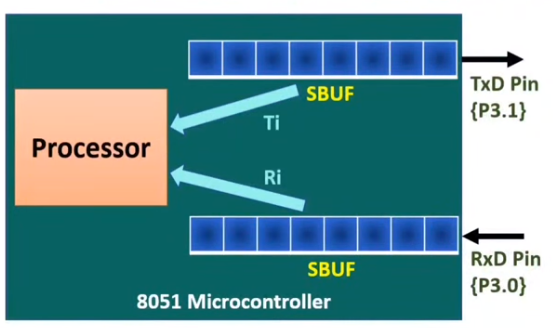 SBUF
TxD Pin
{P3.1}
Ti
Processor
Ri
SBUF
RxD Pin
{P3.0}
8051 Microcontroller